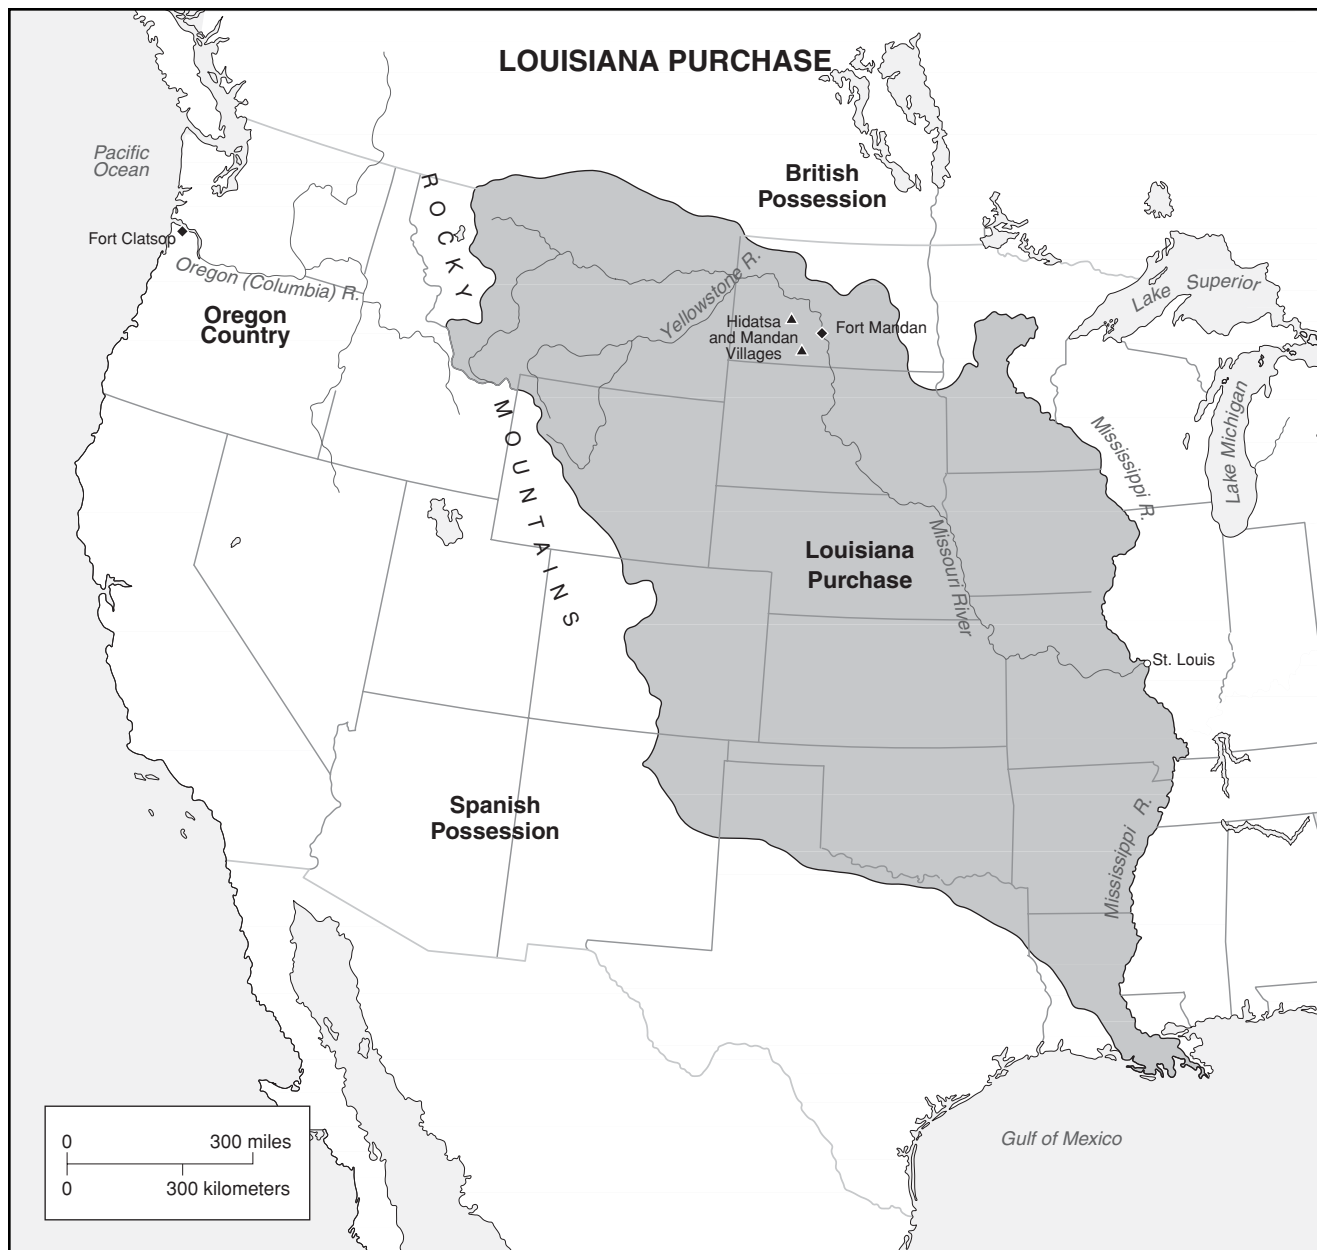 LOUISIANA PURCHASE
Pacific
Ocean
British
Possession
ROCKY
Fort Clatsop
Oregon (Columbia) R.
Oregon
Country
Yellowstone R.
Lake Superior
Hidatsa
and Mandan
Villages
Fort Mandan
Lake Michigan
MOUNTAINS
Mississippi R.
Missouri River
Louisiana
Purchase
St. Louis
Spanish
Possession
Mississippi R.
Gulf of Mexico
0 300 miles
0 300 kilometers